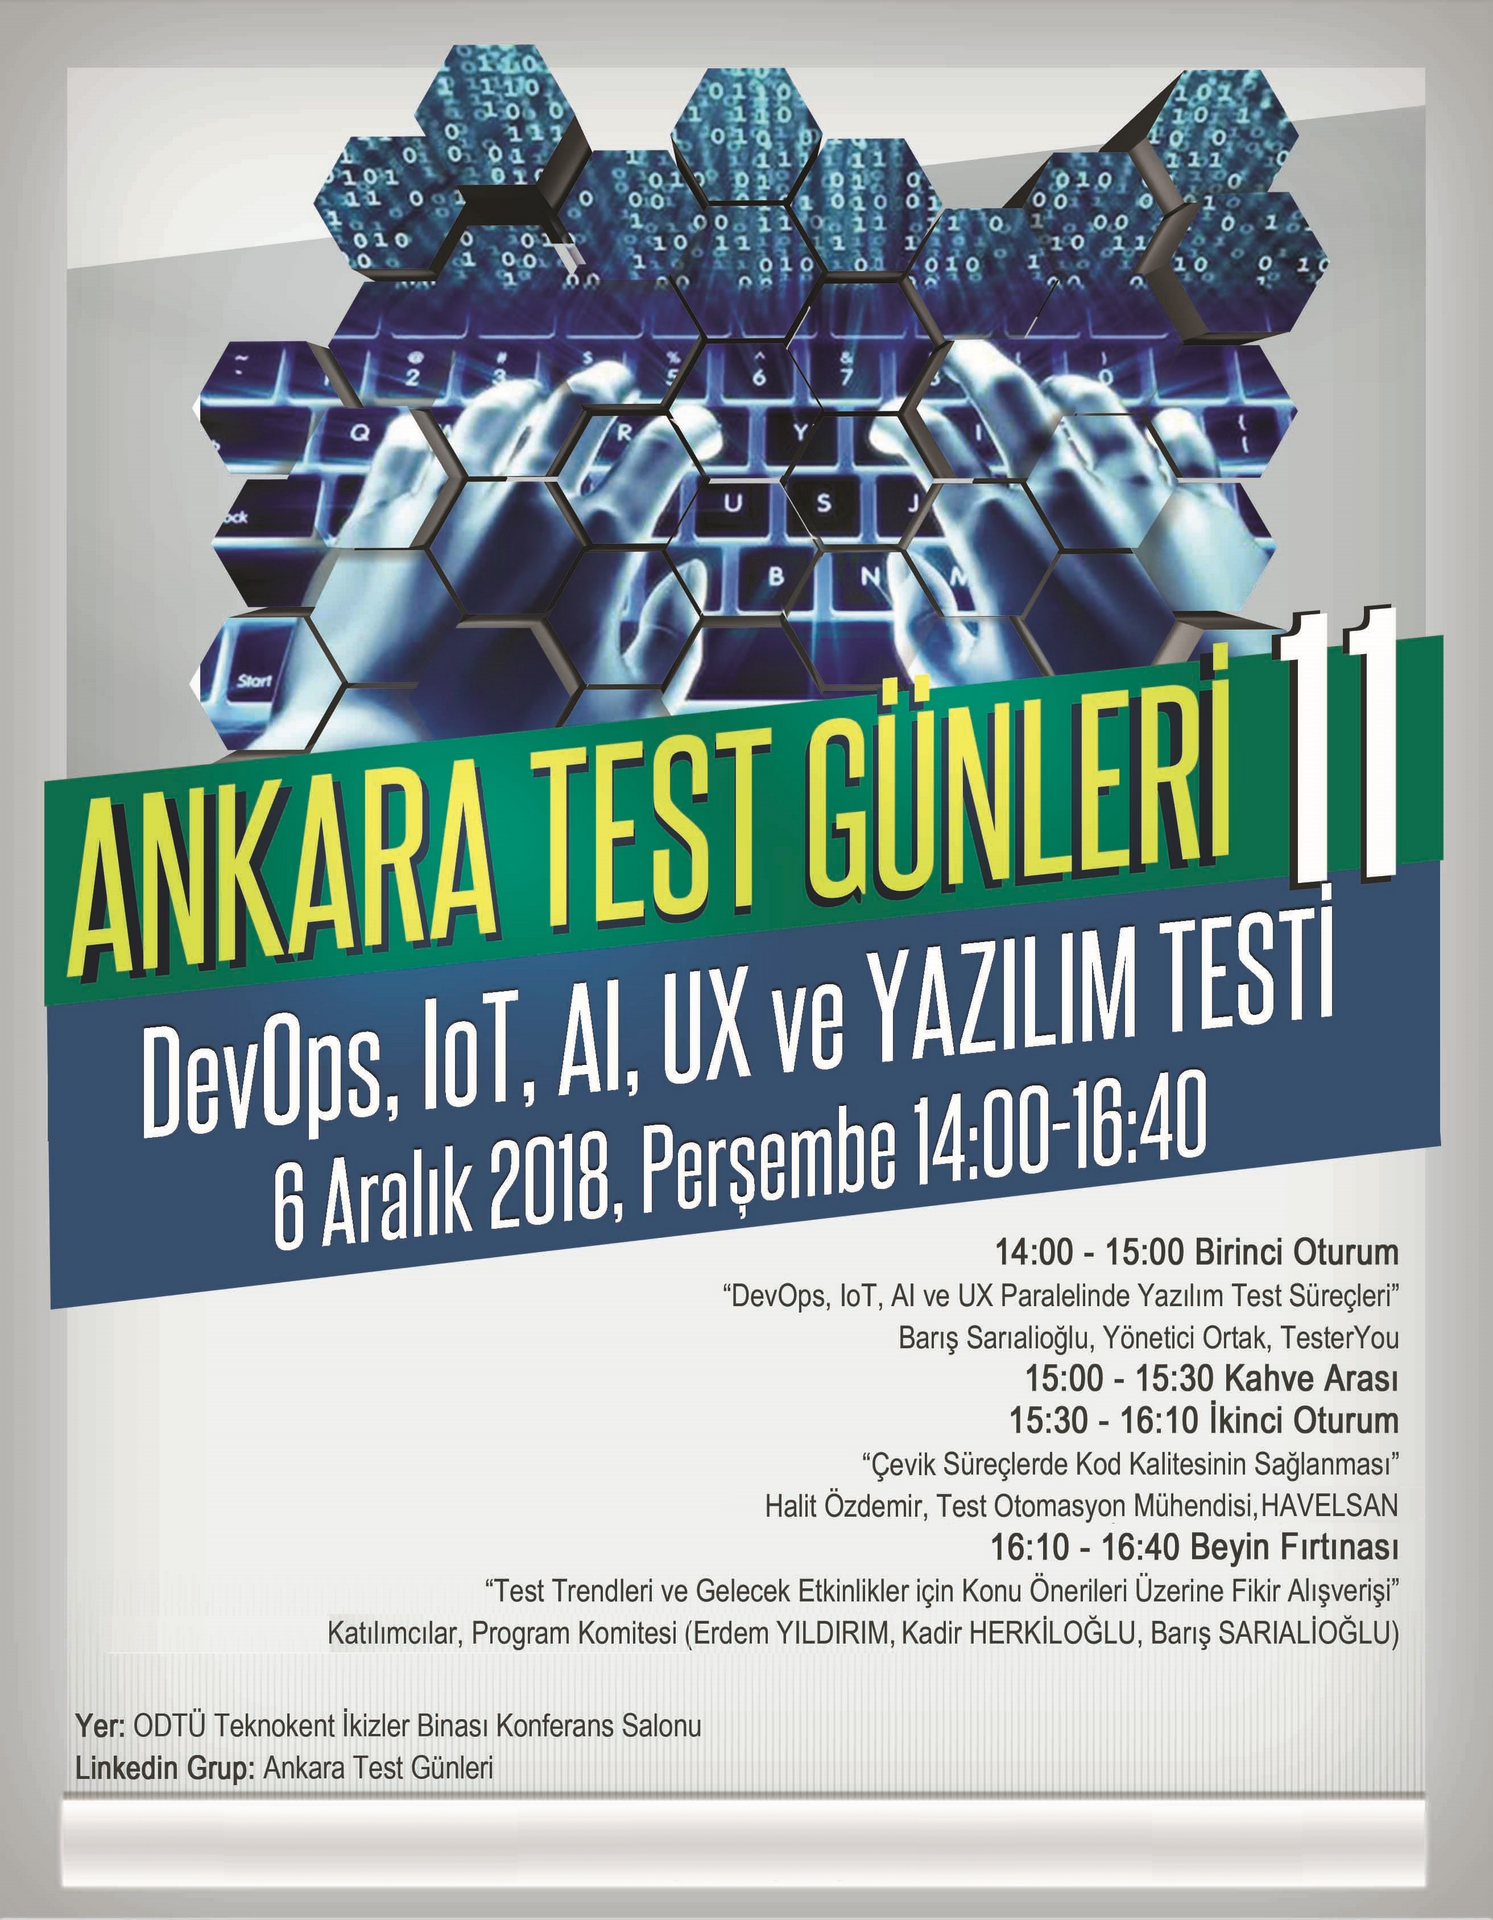 ANKARA TEST GÜNLERİ 11
DevOps, IoT, AI, UX ve YAZILIM TESTİ
6 Aralık 2018, Perşembe 14:00-16:40
14:00 - 15:00 Birinci Oturum
“DevOps, IoT, AI ve UX Paralelinde Yazılım Test Süreçleri”
Barış Sarıalioğlu, Yönetici Ortak, TesterYou
15:00 - 15:30 Kahve Arası
15:30 - 16:10 İkinci Oturum
“Çevik Süreçlerde Kod Kalitesinin Sağlanması”
Halit Özdemir, Test Otomasyon Mühendisi, HAVELSAN
16:10 - 16:40 Beyin Fırtınası
“Test Trendleri ve Gelecek Etkinlikler için Konu Önerileri Üzerine Fikir Alışverişi”
Katılımcılar, Program Komitesi (Erdem YILDIRIM, Kadir HERKİLOĞLU, Barış SARIALİOĞLU)
Yer: ODTÜ Teknokent İkizler Binası Konferans Salonu
Linkedin Grup: Ankara Test Günleri